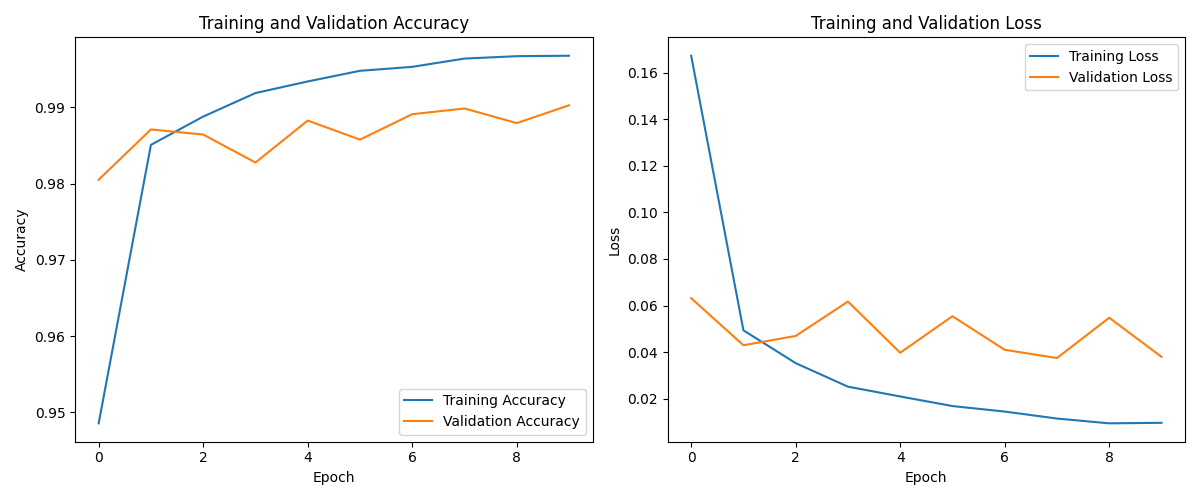 Training and Validation Accuracy
0.99
0.98
0.97
0.96
0.95
Accuracy
0 2 4 6 8
Epoch
Training Accuracy
Validation Accuracy
Training and Validation Loss
0.16
0.14
0.12
0.10
0.08
0.06
0.04
0.02
Loss
0 2 4 6 8
Epoch
Training Loss
Validation Loss